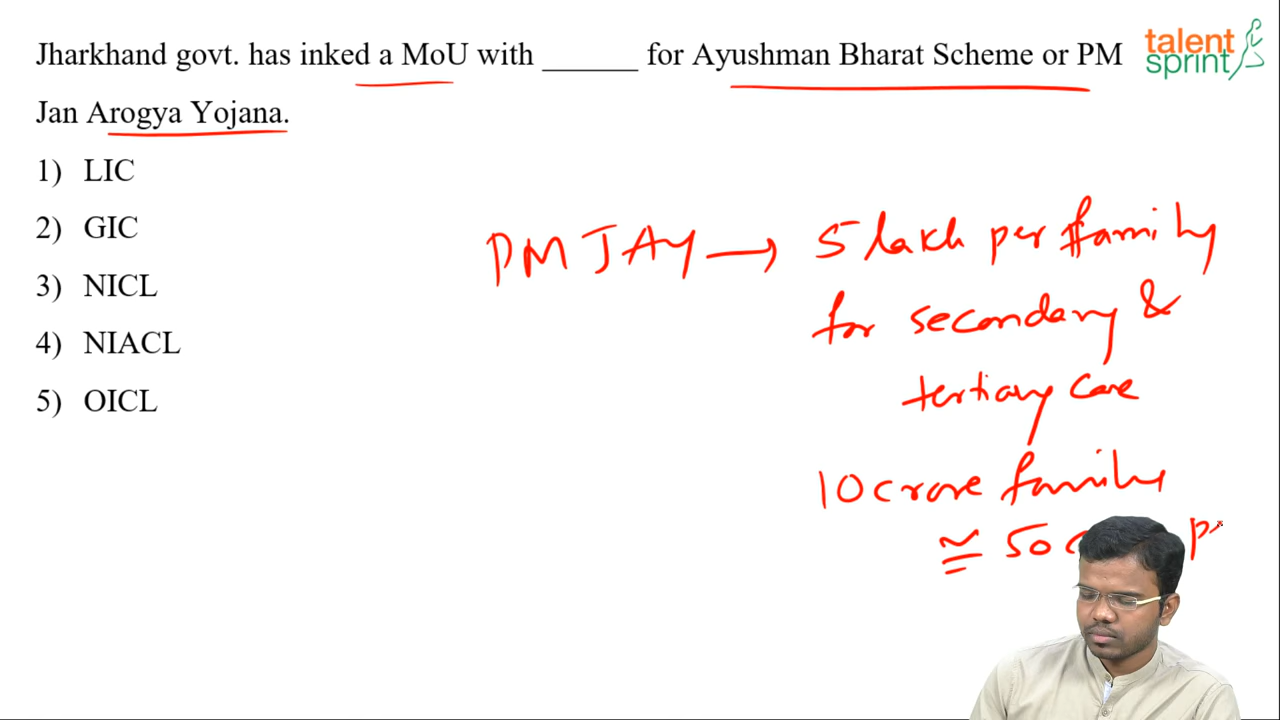 Jharkhand govt. has inked a MoU with ______ for Ayushman Bharat Scheme or PM
Jan Arogya Yojana.
talent
sprint
1) LIC
2) GIC
3) NICL
4) NIACL
5) OICL
PMJAY → 5 lakh per family
for secondary &
tertiary care
10 crore family
≅ 50